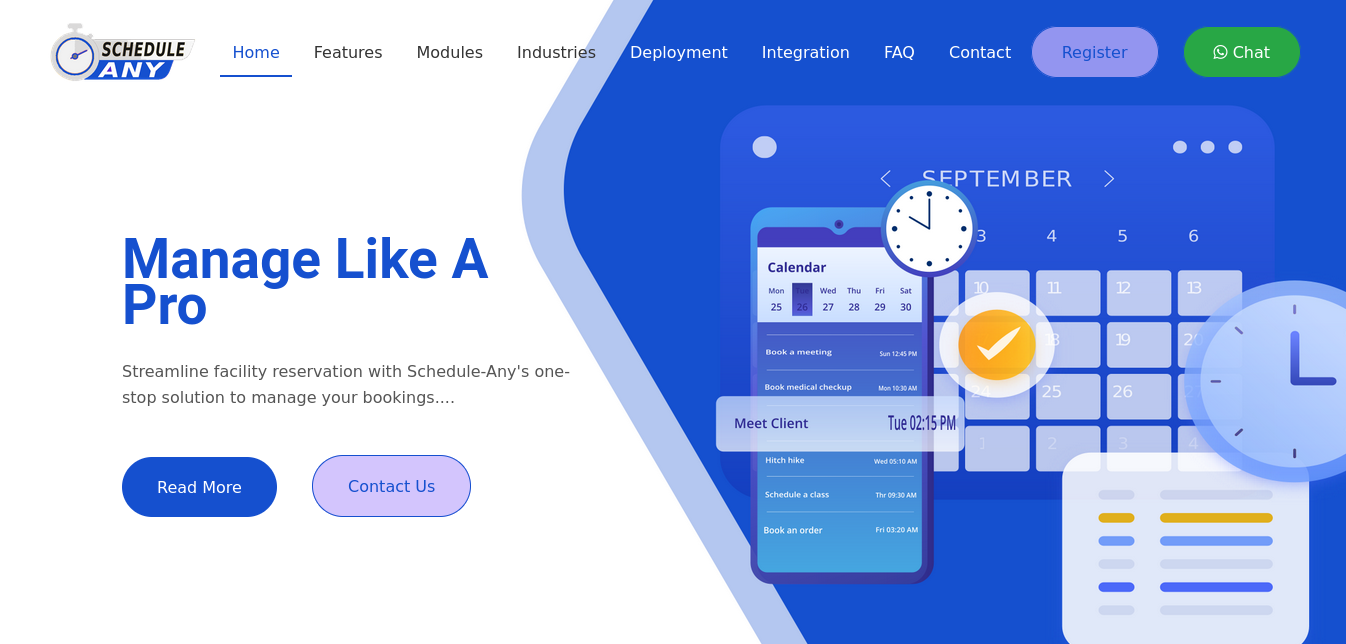 SCHEDULE
ANY
Home Features Modules Industries Deployment Integration FAQ Contact Register Chat
Manage Like A
Pro
Streamline facility reservation with Schedule-Any's one-
stop solution to manage your bookings....
Read More Contact Us
SEPTEMBER
3 4 5 6
10 11 12 13
18 19
24 25 26
1 2 3 4
Calendar
Mon Tue Wed Thu Fri Sat
25 26 27 28 29 30
Book a meeting Sun 12:45 PM
Book medical checkup Mon 10:30 AM
Meet Client Tue 02:15 PM
Hitch hike Wed 05:10 AM
Schedule a class Thr 09:30 AM
Book an order Fri 03:20 AM